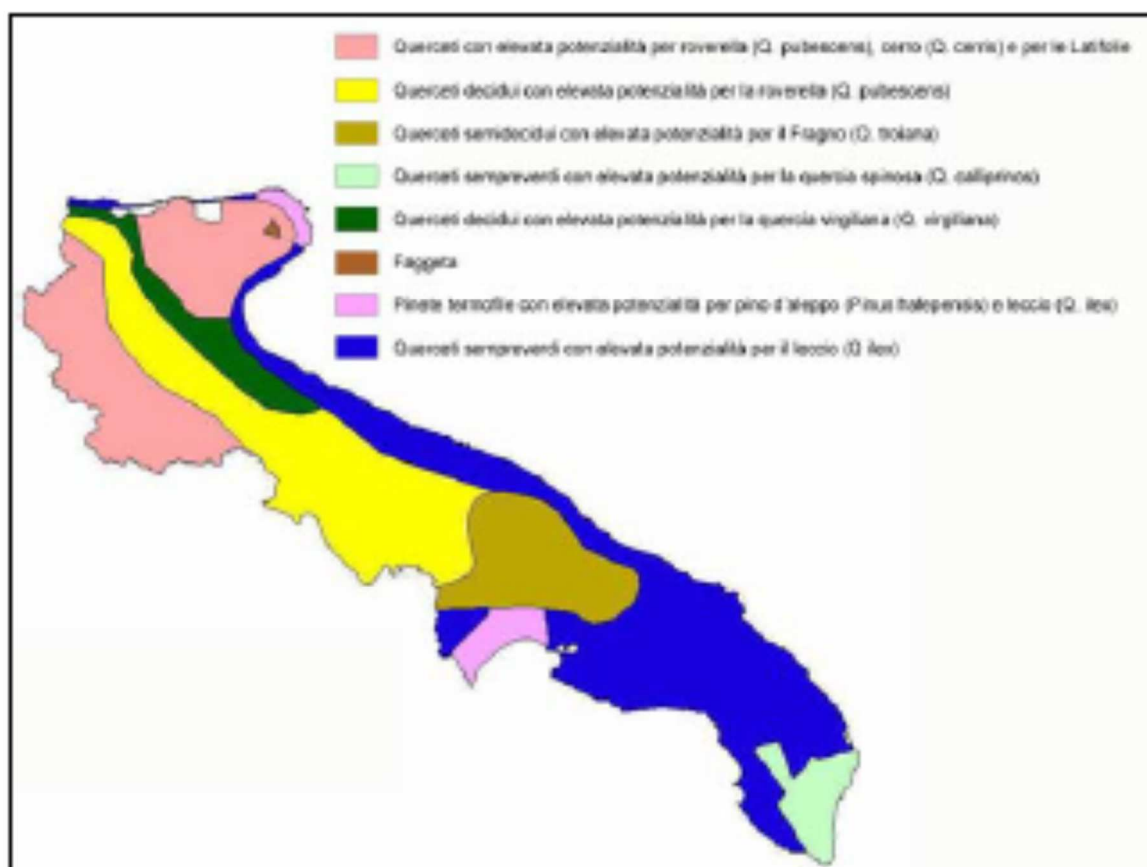 Querceti con elevata potenzialità per roverella (Q. pubescens), cerro (Q. cerris) e per le Latifolie
Querceti decidui con elevata potenzialità per la roverella (Q. pubescens)
Querceti semidecidui con elevata potenzialità per il Fragno (Q. troiana)
Querceti sempreverdi con elevata potenzialità per la quercia spinosa (Q. calliprinos)
Querceti decidui con elevata potenzialità per la quercia virgiliana (Q. virgiliana)
Faggeta
Pinete termofile con elevata potenzialità per pino d'aleppo (Pinus halepensis) e leccio (Q. ilex)
Querceti sempreverdi con elevata potenzialità per il leccio (Q ilex)